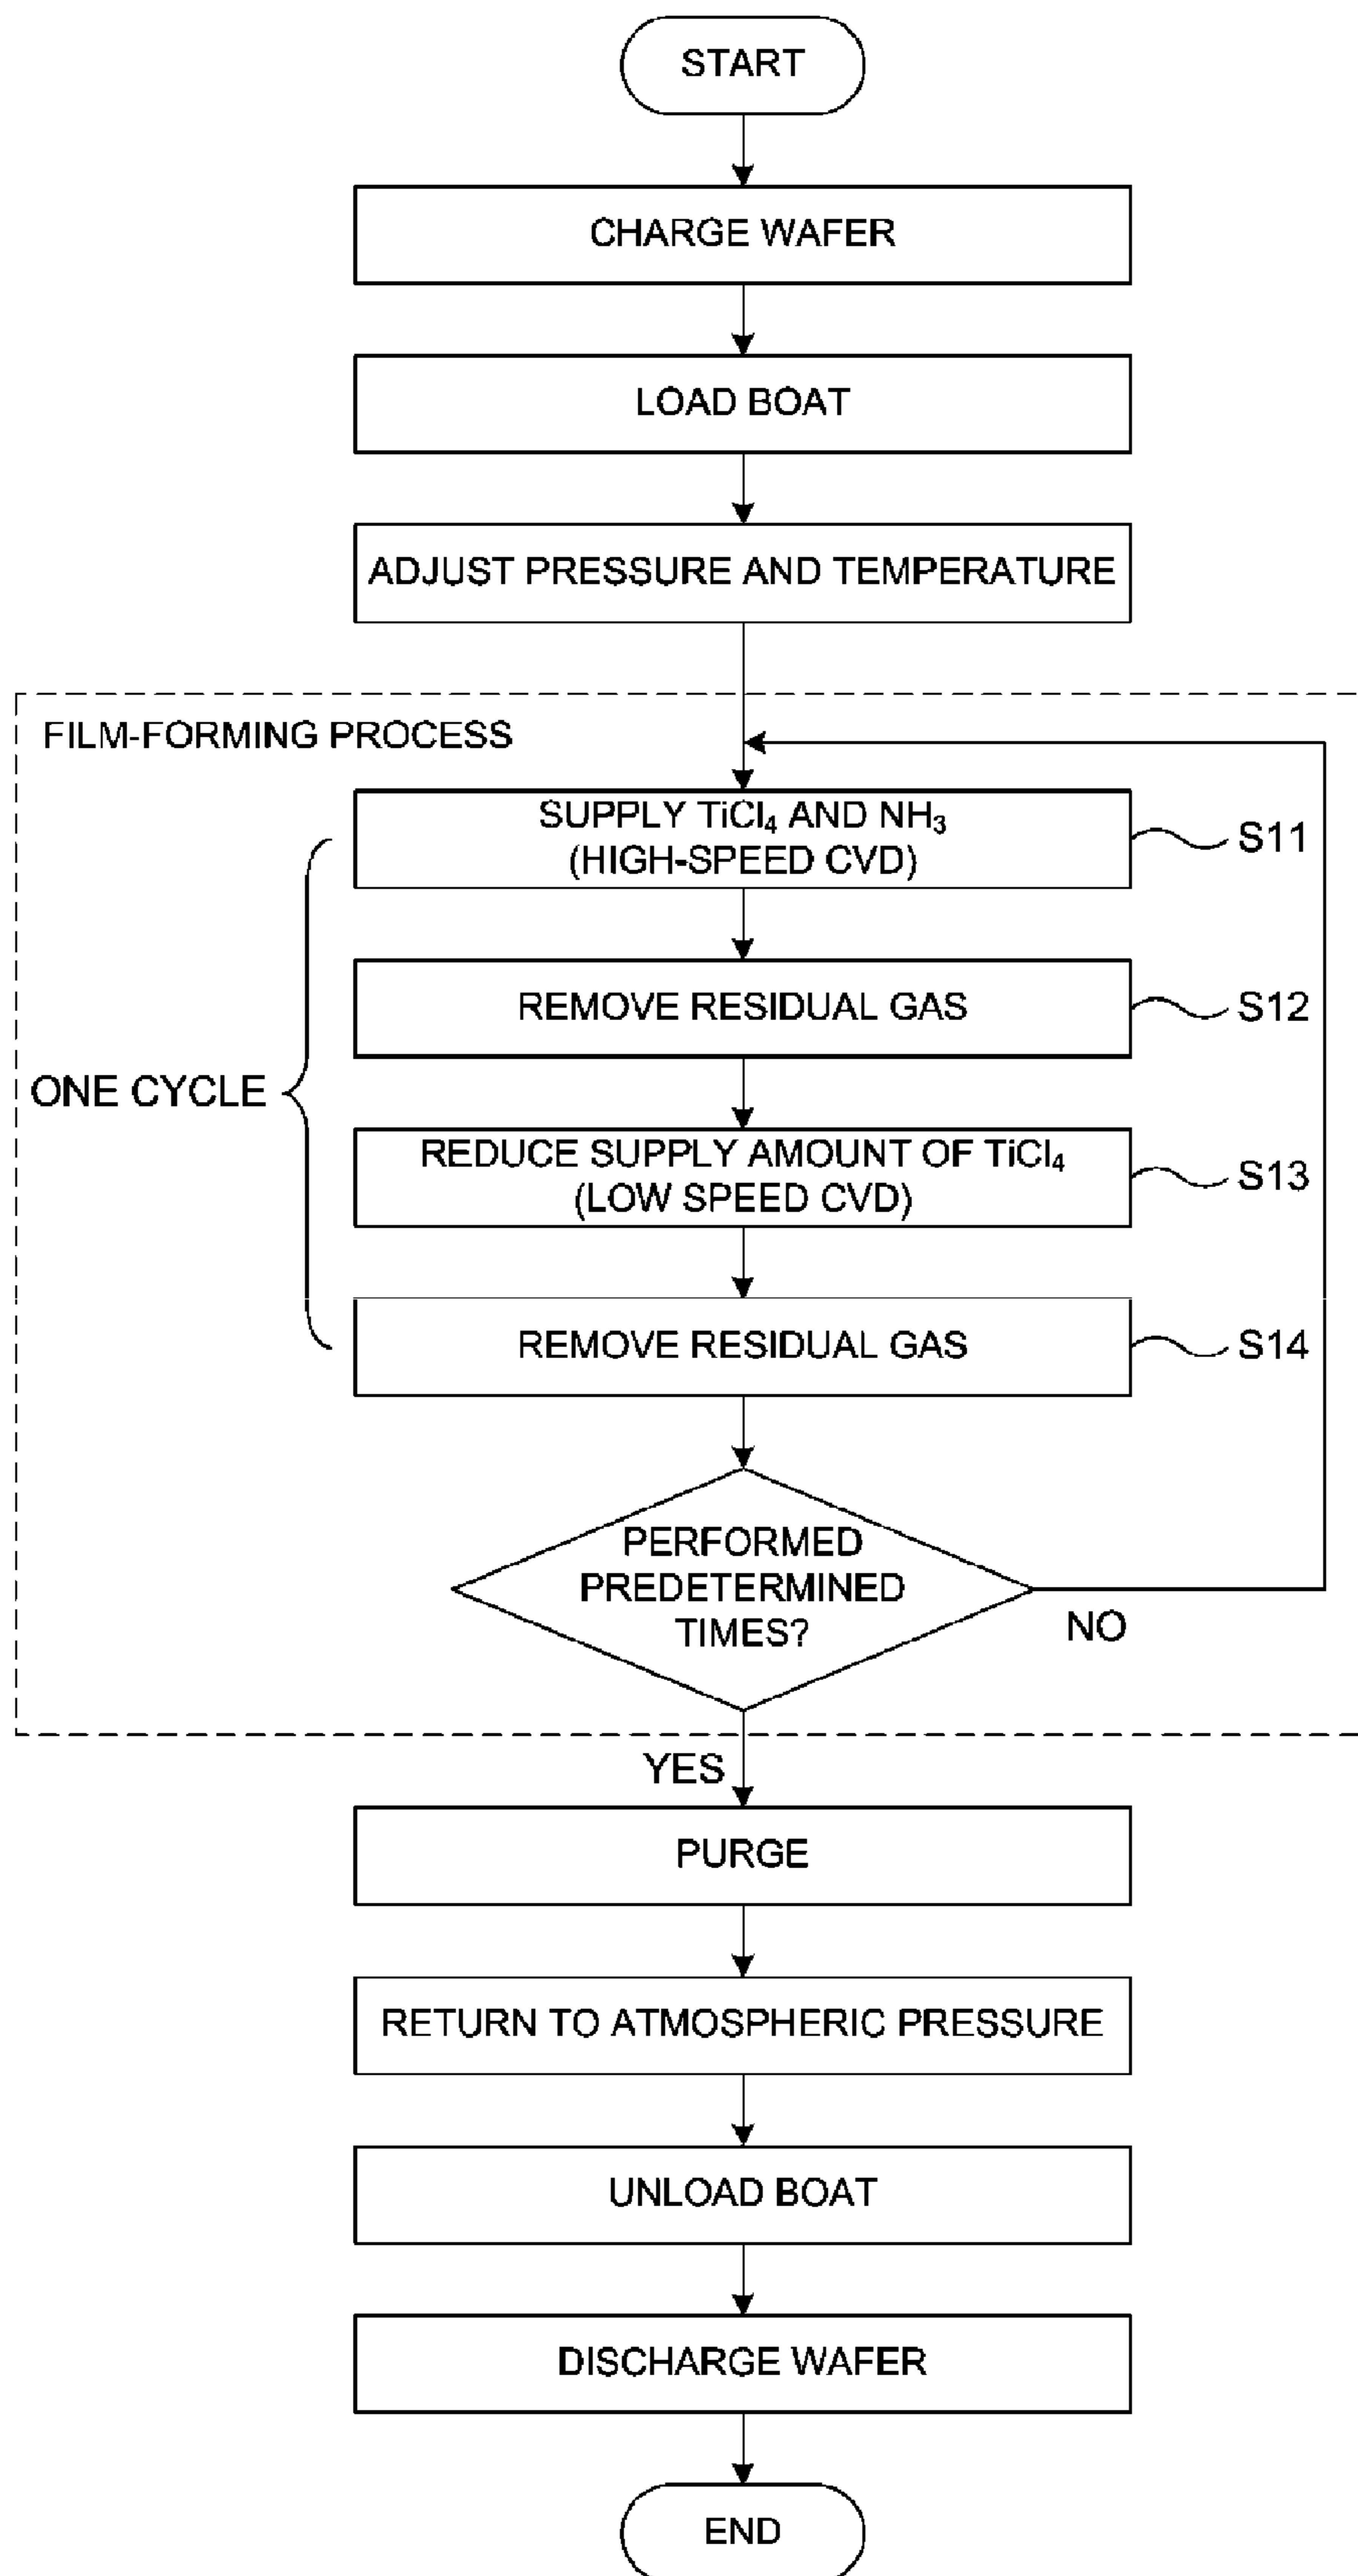 START
CHARGE WAFER
LOAD BOAT
ADJUST PRESSURE AND TEMPERATURE
FILM-FORMING PROCESS
SUPPLY TiCl₄ AND NH₃
(HIGH-SPEED CVD)
S11
REMOVE RESIDUAL GAS
S12
ONE CYCLE
REDUCE SUPPLY AMOUNT OF TiCl₄
(LOW SPEED CVD)
S13
REMOVE RESIDUAL GAS
S14
PERFORMED
PREDETERMINED
TIMES?
NO
YES
PURGE
RETURN TO ATMOSPHERIC PRESSURE
UNLOAD BOAT
DISCHARGE WAFER
END